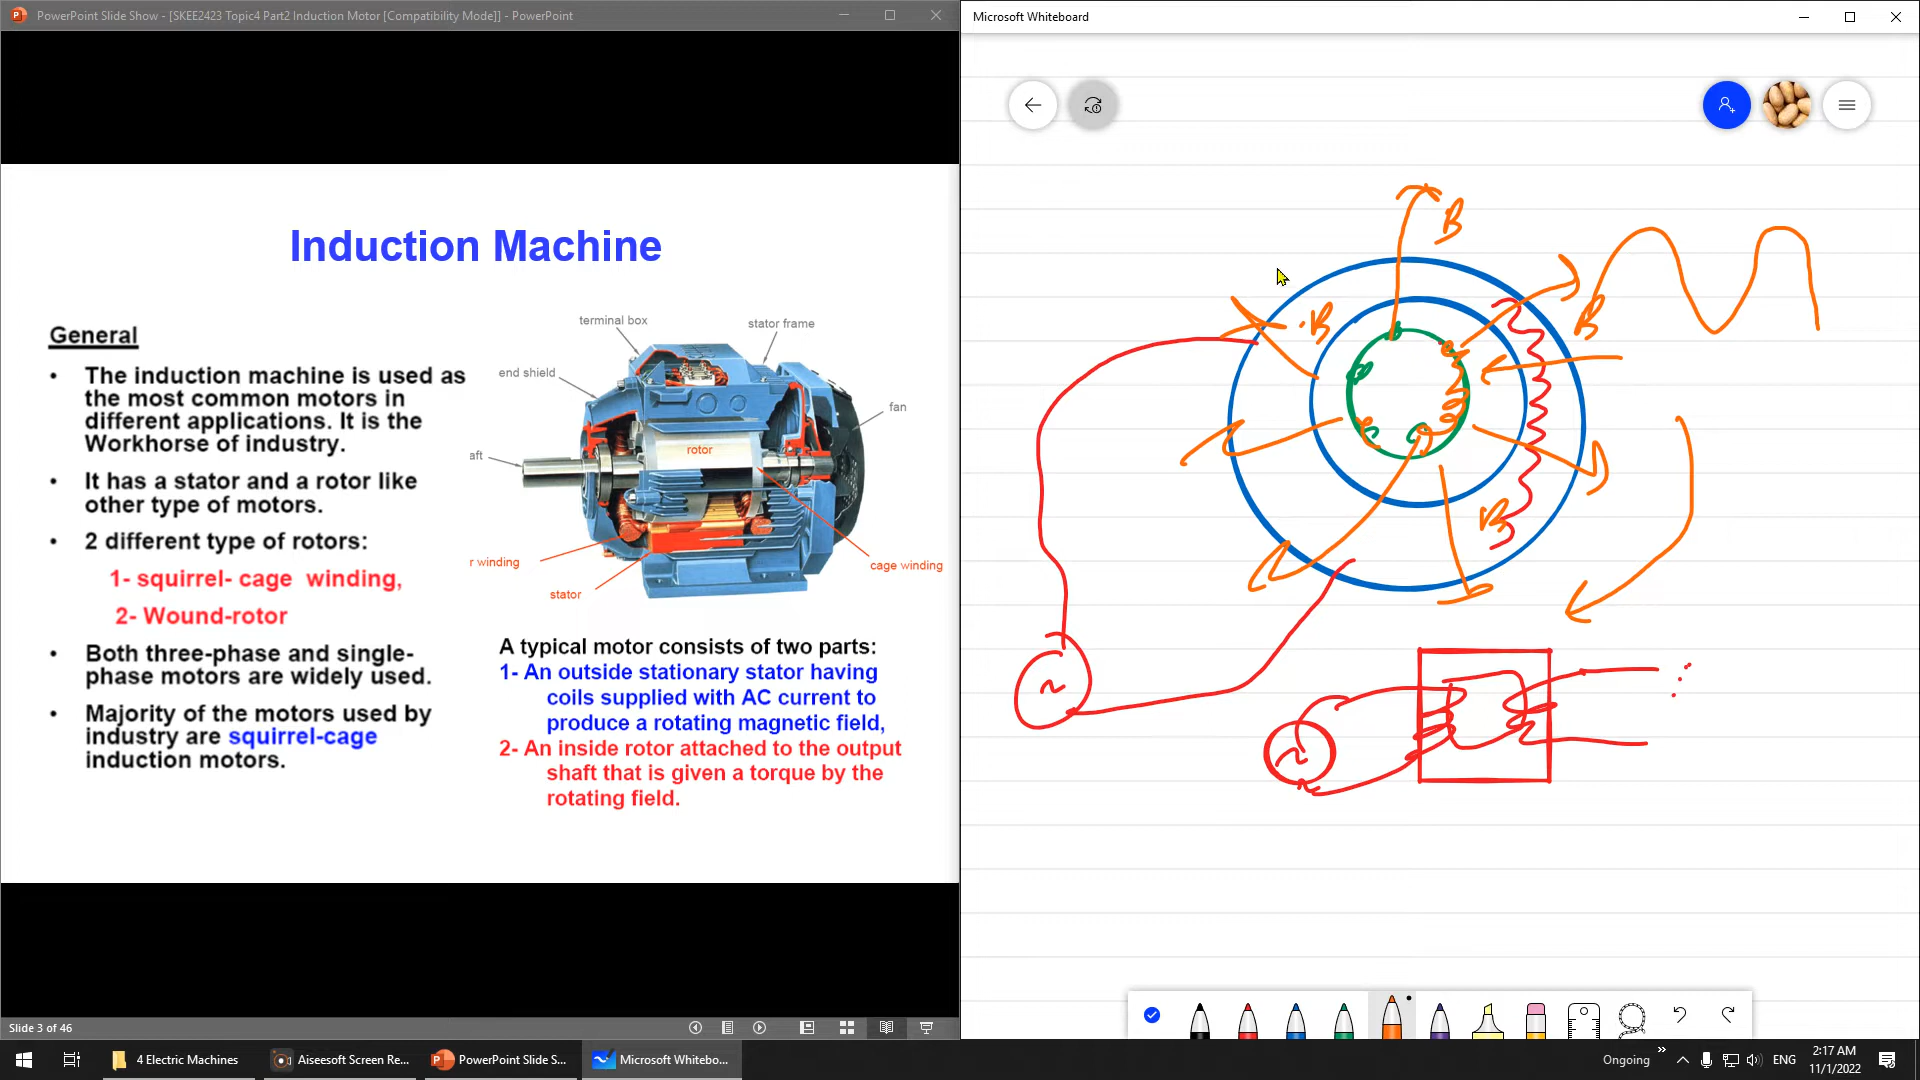 PowerPoint Slide Show - [SKEE2423 Topic4 Part2 Induction Motor [Compatibility Mode]] - PowerPoint
Microsoft Whiteboard
Induction Machine
General
• The induction machine is used as
the most common motors in
different applications. It is the
Workhorse of industry.
• It has a stator and a rotor like
other type of motors.
• 2 different type of rotors:
1- squirrel- cage winding,
2- Wound-rotor
• Both three-phase and single-
phase motors are widely used.
• Majority of the motors used by
industry are squirrel-cage
induction motors.
terminal box
stator frame
end shield
fan
aft
rotor
r winding
cage winding
stator
A typical motor consists of two parts:
1- An outside stationary stator having
coils supplied with AC current to
produce a rotating magnetic field,
2- An inside rotor attached to the output
shaft that is given a torque by the
rotating field.
B
B
B
B
~
~
Slide 3 of 46
4 Electric Machines
Aiseesoft Screen Re...
PowerPoint Slide S...
Microsoft Whitebo...
Ongoing
ENG
2:17 AM
11/1/2022